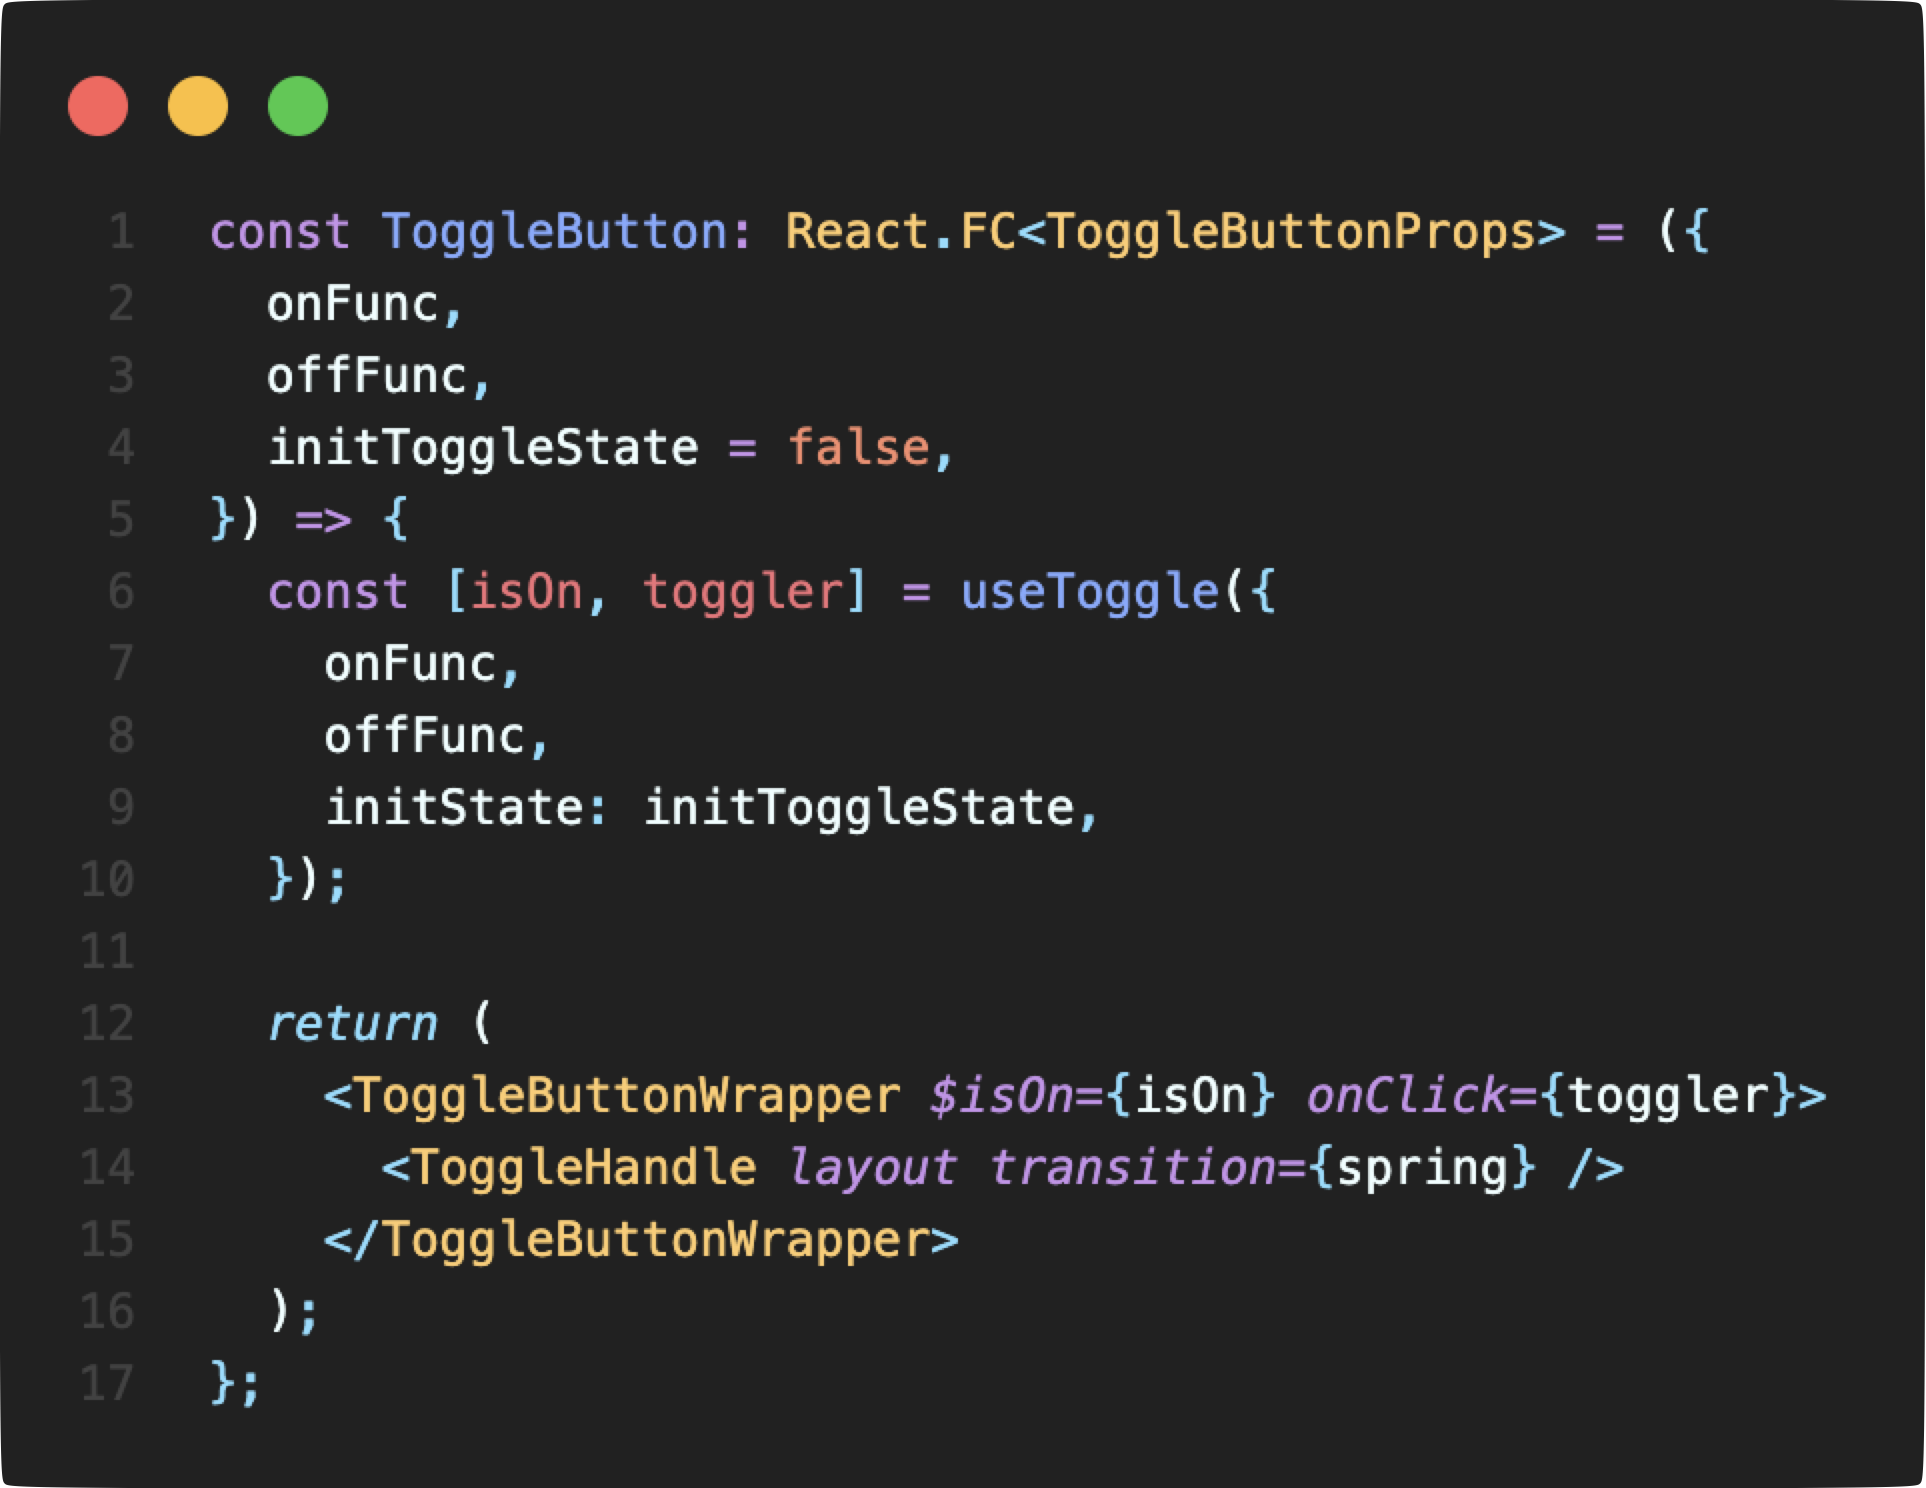 1 const ToggleButton: React.FC<ToggleButtonProps> = ({
2   onFunc,
3   offFunc,
4   initToggleState = false,
5 }) => {
6   const [isOn, toggler] = useToggle({
7     onFunc,
8     offFunc,
9     initState: initToggleState,
10   });
11
12   return (
13     <ToggleButtonWrapper $isOn={isOn} onClick={toggler}>
14       <ToggleHandle layout transition={spring} />
15     </ToggleButtonWrapper>
16   );
17 };